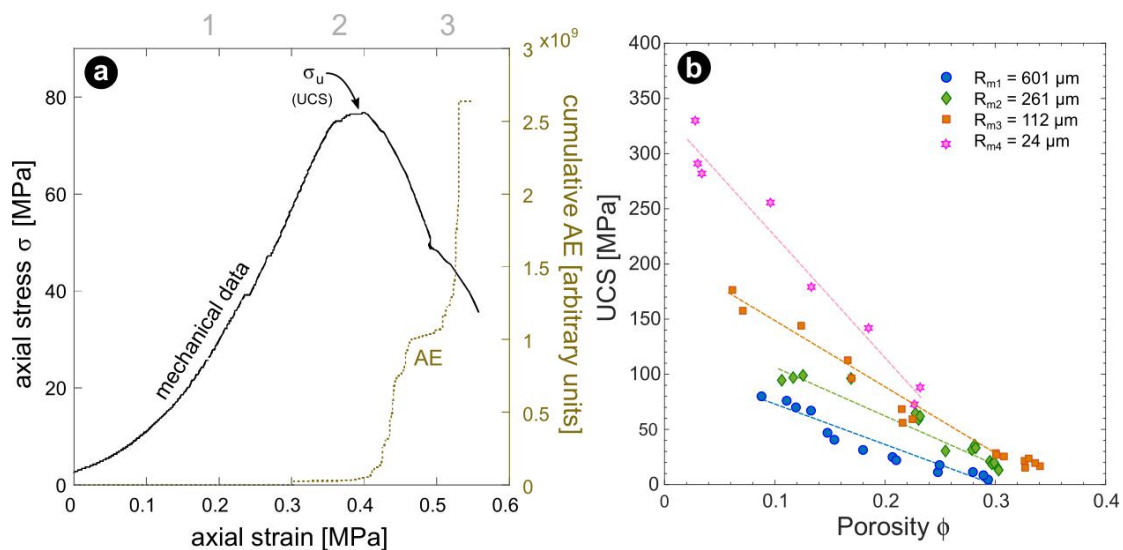 1 2 3
a
σu
(UCS)
mechanical data
AE
axial stress σ [MPa]
80
60
40
20
0
0 0.1 0.2 0.3 0.4 0.5 0.6
axial strain [MPa]
3 x10⁹
2.5
2
1.5
1
0.5
0
cumulative AE [arbitrary units]
b
Rm1 = 601 µm
Rm2 = 261 µm
Rm3 = 112 µm
Rm4 = 24 µm
UCS [MPa]
400
350
300
250
200
150
100
50
0
0 0.1 0.2 0.3 0.4
Porosity ϕ